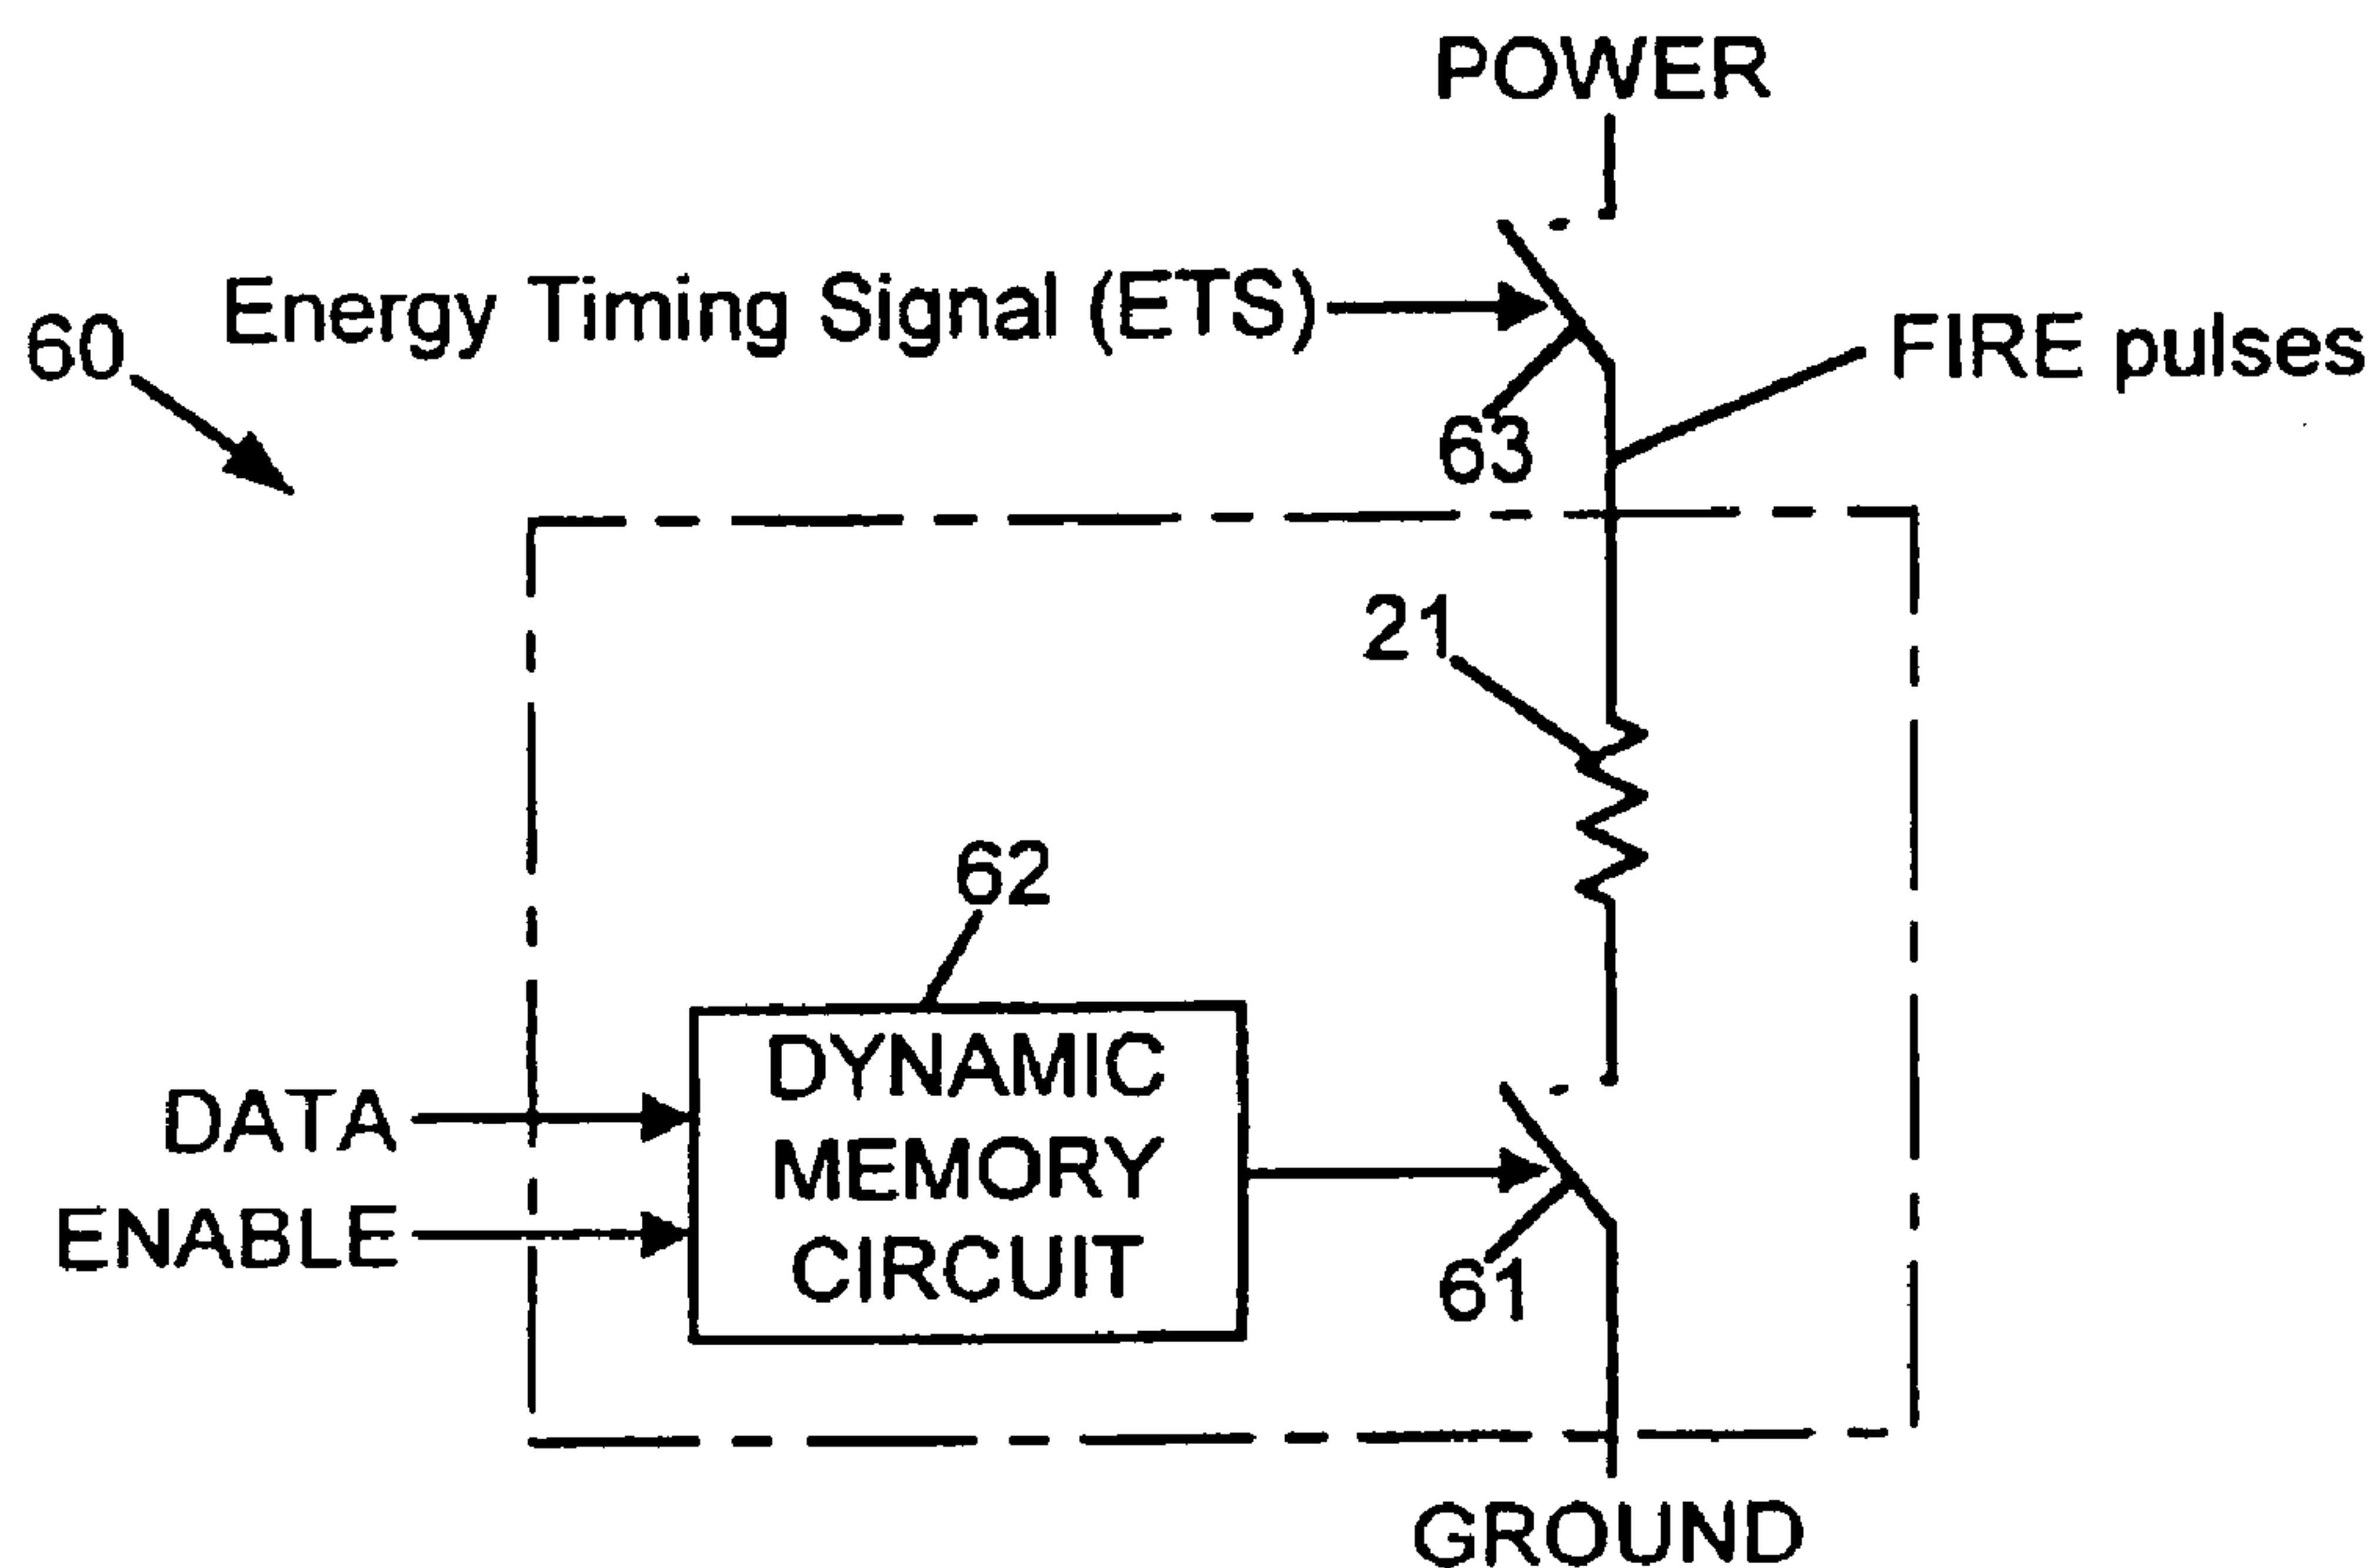 POWER
Energy Timing Signal (ETS)
60
FIRE pulses
63
21
62
DYNAMIC
MEMORY
CIRCUIT
DATA
ENABLE
61
GROUND